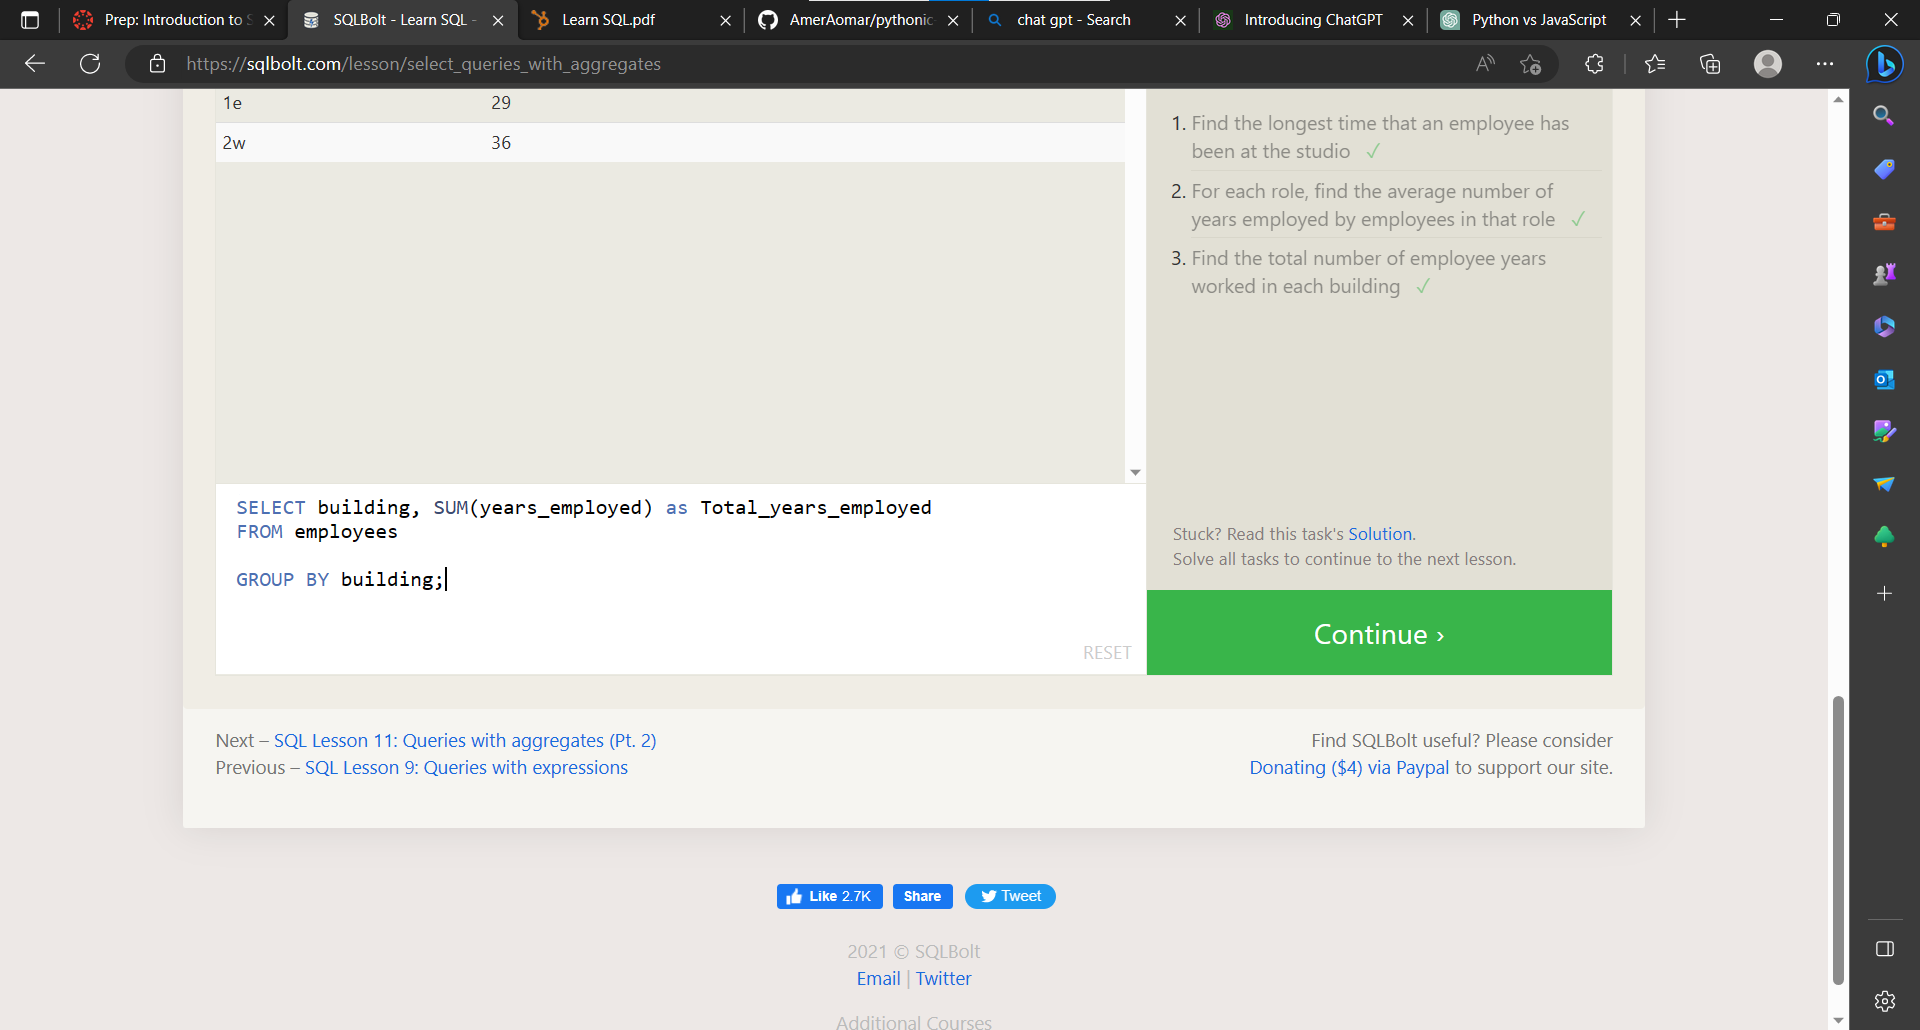 Prep: Introduction to S
SQLBolt - Learn SQL -
Learn SQL.pdf
AmerAomar/pythonic
chat gpt - Search
Introducing ChatGPT
Python vs JavaScript
https://sqlbolt.com/lesson/select_queries_with_aggregates
1e 29
2w 36
1. Find the longest time that an employee has
been at the studio ✓
2. For each role, find the average number of
years employed by employees in that role ✓
3. Find the total number of employee years
worked in each building ✓
SELECT building, SUM(years_employed) as Total_years_employed
FROM employees
GROUP BY building;
RESET
Stuck? Read this task's Solution.
Solve all tasks to continue to the next lesson.
Continue ›
Next – SQL Lesson 11: Queries with aggregates (Pt. 2)
Previous – SQL Lesson 9: Queries with expressions
Find SQLBolt useful? Please consider
Donating ($4) via Paypal to support our site.
Like 2.7K
Share
Tweet
2021 © SQLBolt
Email | Twitter
Additional Courses